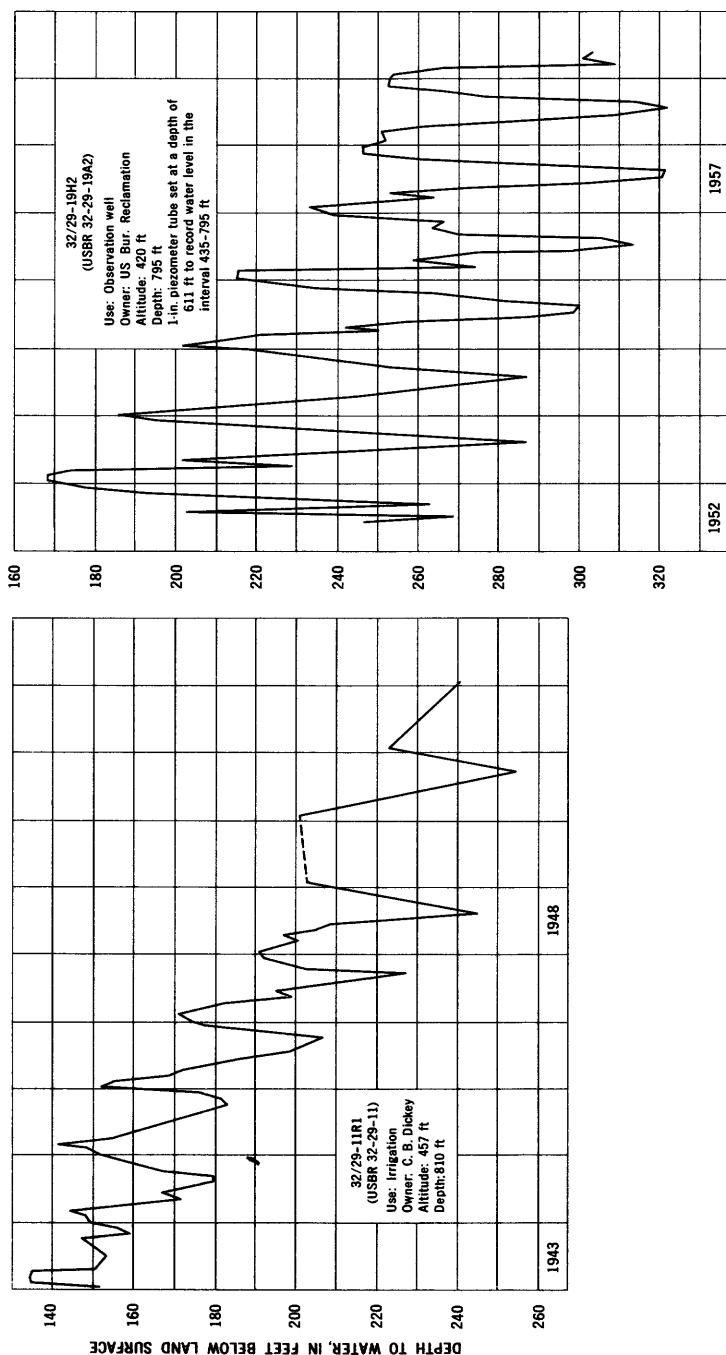 160
180
200
220
240
260
280
300
320
32/29-19H2
(USBR 32-29-19A2)
Use: Observation well
Owner: US Bur. Reclamation
Altitude: 420 ft
Depth: 795 ft
1-in. piezometer tube set at a depth of
611 ft to record water level in the
interval 435-795 ft
1952
1957
DEPTH TO WATER, IN FEET BELOW LAND SURFACE
140
160
180
200
220
240
260
32/29-11R1
(USBR 32-29-11)
Use: Irrigation
Owner: C. B. Dickey
Altitude: 457 ft
Depth:810 ft
1943
1948